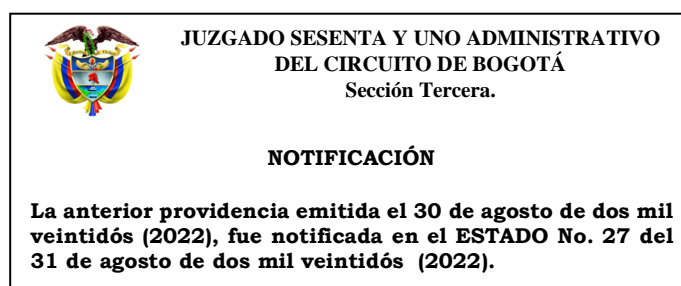 JUZGADO SESENTA Y UNO ADMINISTRATIVO
DEL CIRCUITO DE BOGOTÁ
Sección Tercera.
NOTIFICACIÓN
La anterior providencia emitida el 30 de agosto de dos mil
veintidós (2022), fue notificada en el ESTADO No. 27 del
31 de agosto de dos mil veintidós (2022).